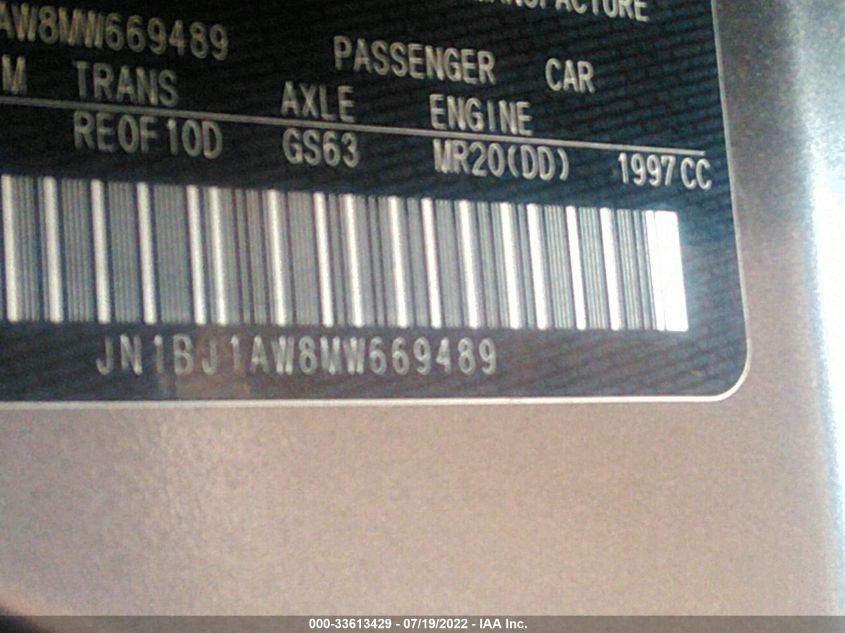 MANUFACTURE
AW8MW669489
PASSENGER CAR
M TRANS AXLE ENGINE
RE0F10D GS63 MR20(DD) 1997CC
JN1BJ1AW8MW669489
000-33613429 - 07/19/2022 - IAA Inc.